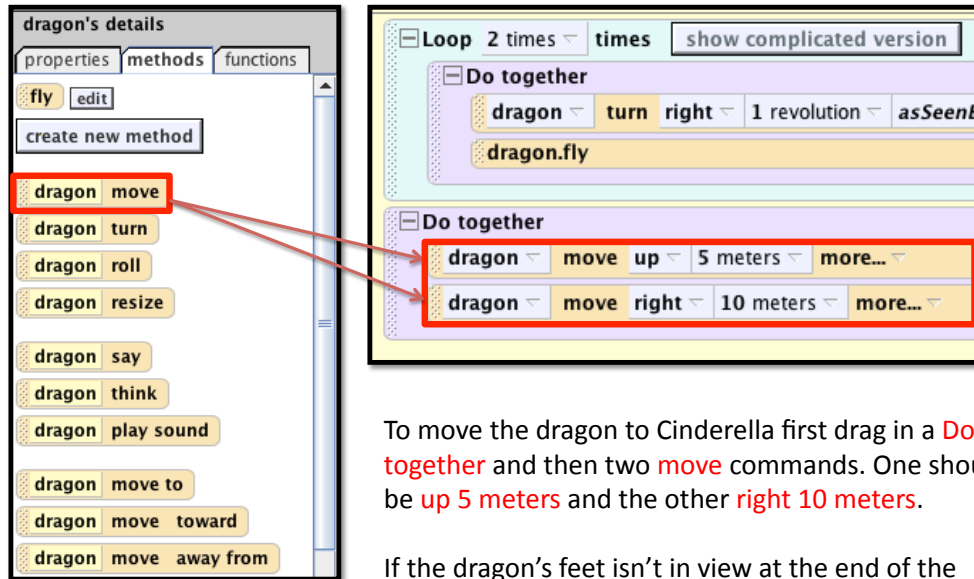 dragon's details
properties methods functions
fly edit
create new method
dragon move
dragon turn
dragon roll
dragon resize
dragon say
dragon think
dragon play sound
dragon move to
dragon move toward
dragon move away from
Loop 2 times times show complicated version
Do together
dragon turn right 1 revolution
dragon.fly
Do together
dragon move up 5 meters more...
dragon move right 10 meters more...
To move the dragon to Cinderella first drag in a Do
together and then two move commands. One
be up 5 meters and the other right 10 meters.
If the dragon's feet isn't in view at the end of the